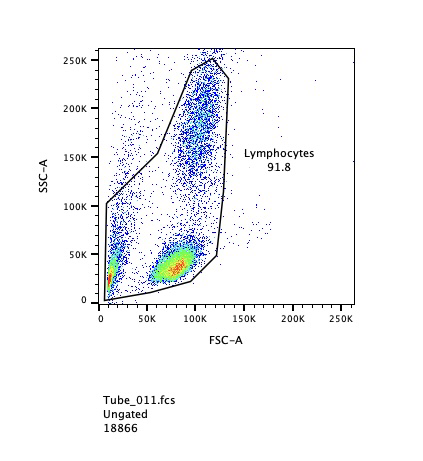 250K
200K
150K
100K
50K
0
SSC-A
Lymphocytes
91.8
0 50K 100K 150K 200K 250K
FSC-A
Tube_011.fcs
Ungated
18866